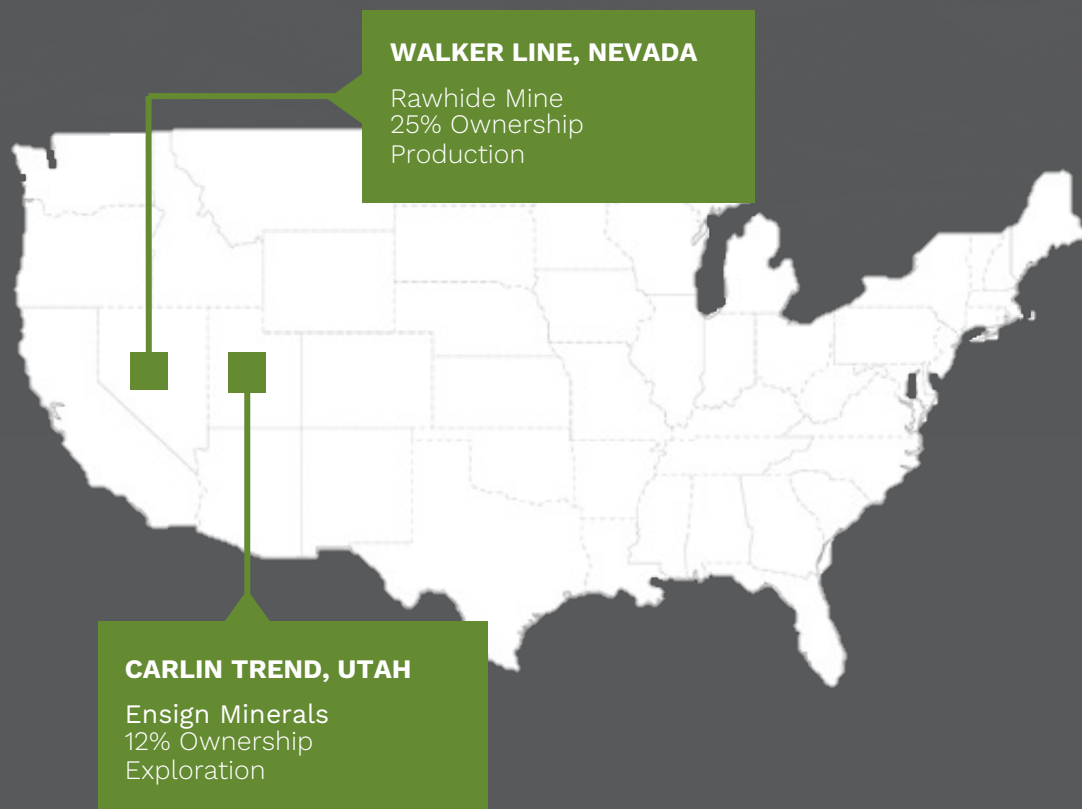 WALKER LINE, NEVADA
Rawhide Mine
25% Ownership
Production
CARLIN TREND, UTAH
Ensign Minerals
12% Ownership
Exploration